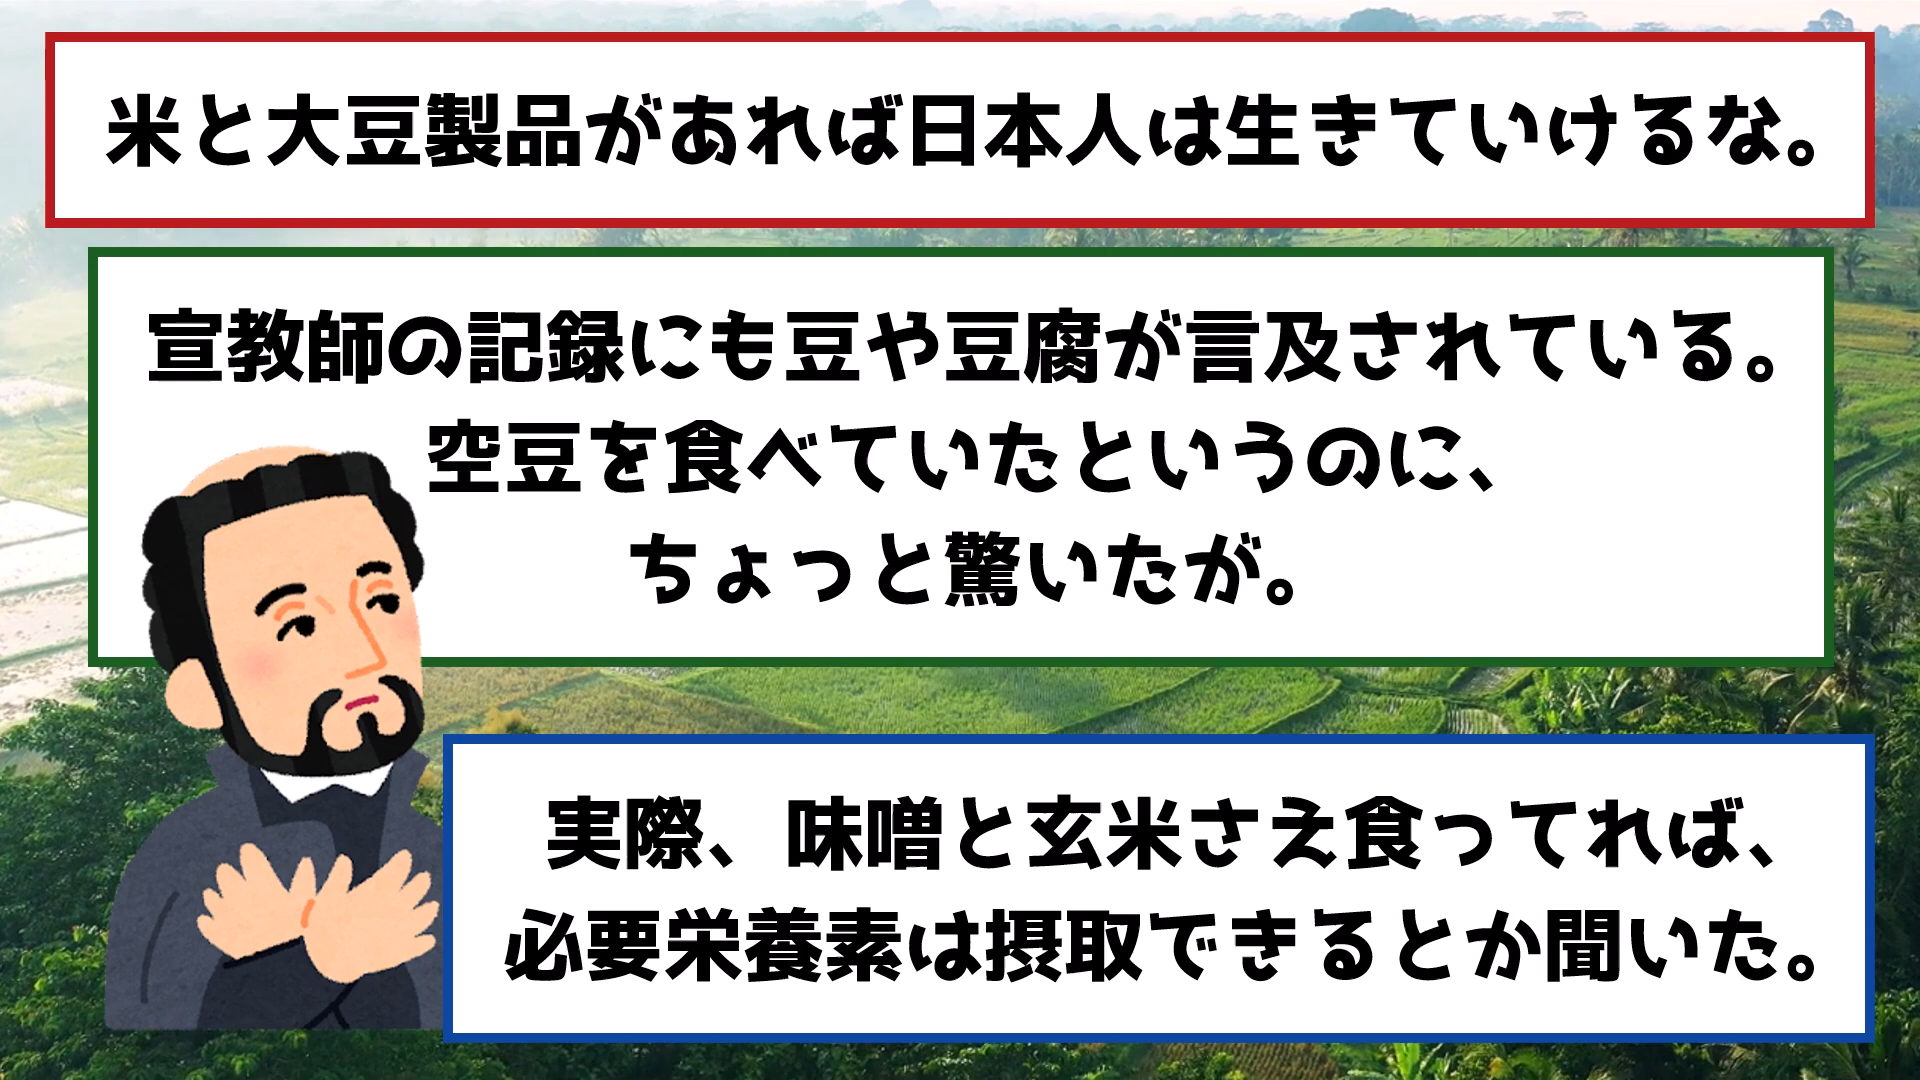 米と大豆製品があれば日本人は生きていけるな。
宣教師の記録にも豆や豆腐が言及されている。
空豆を食べていたというのに、
ちょっと驚いたが。
実際、味噌と玄米さえ食ってれば、
必要栄養素は摂取できるとか聞いた。